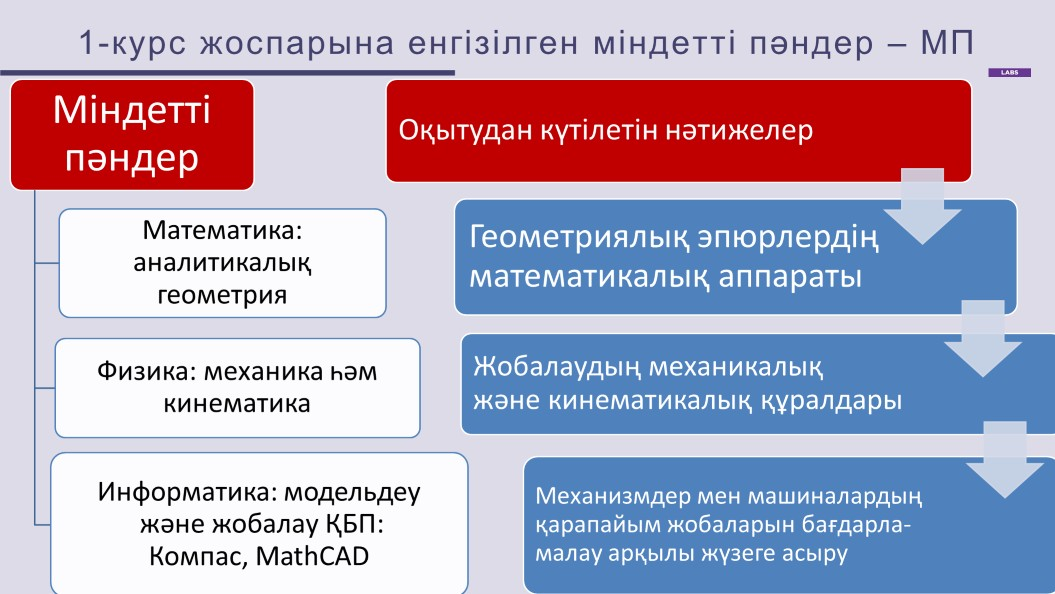 1-курс жоспарына енгізілген міндетті пәндер – МП
LABS
Міндетті
пәндер
Оқытудан күтілетін нәтижелер
Математика:
аналитикалық
геометрия
Геометриялық эпюрлердің
математикалық аппараты
Физика: механика һәм
кинематика
Жобалаудың механикалық
және кинематикалық құралдары
Информатика: модельдеу
және жобалау ҚБП:
Компас, MathCAD
Механизмдер мен машиналардың
қарапайым жобаларын бағдарла-
малау арқылы жүзеге асыру